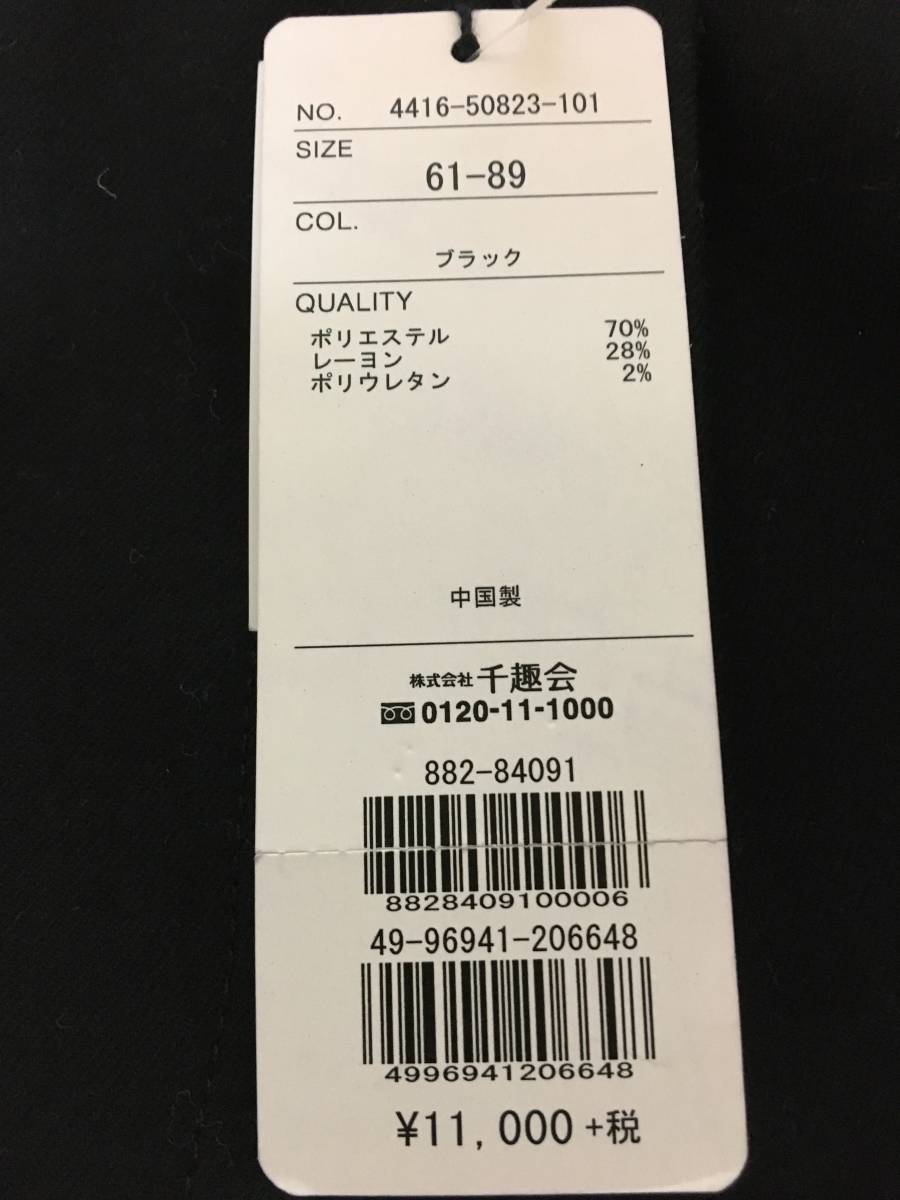 NO. 4416-50823-101
SIZE
61-89
COL.
ブラック
QUALITY
ポリエステル 70%
レーヨン 28%
ポリウレタン 2%
中国製
株式会社 千趣会
0120-11-1000
882-84091
8828409100006
49-96941-206648
4996941206648
¥11,000 +税